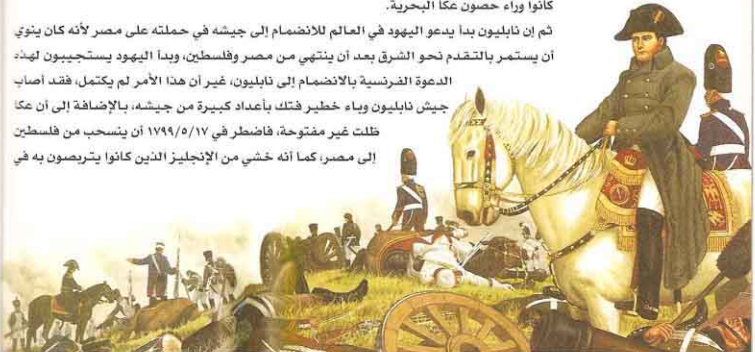 كانوا وراء حصون عكا البحرية.
ثم إن نابليون بدأ يدعو اليهود في العالم للانضمام إلى جيشه في حملته على مصر لأنه كان ينوي
أن يستمر بالتقدم نحو الشرق بعد أن ينتهي من مصر وفلسطين، وبدأ اليهود يستجيبون لهذه
الدعوة الفرنسية بالانضمام إلى نابليون، غير أن هذا الأمر لم يكتمل، فقد أصاب
جيش نابليون وباء خطير فتك بأعداد كبيرة من جيشه، بالإضافة إلى أن عكا
ظلت غير مفتوحة، فاضطر في ١٧/٥/١٧٩٩ أن ينسحب من فلسطين
إلى مصر، كما أنه خشي من الإنجليز الذين كانوا يتربصون به في